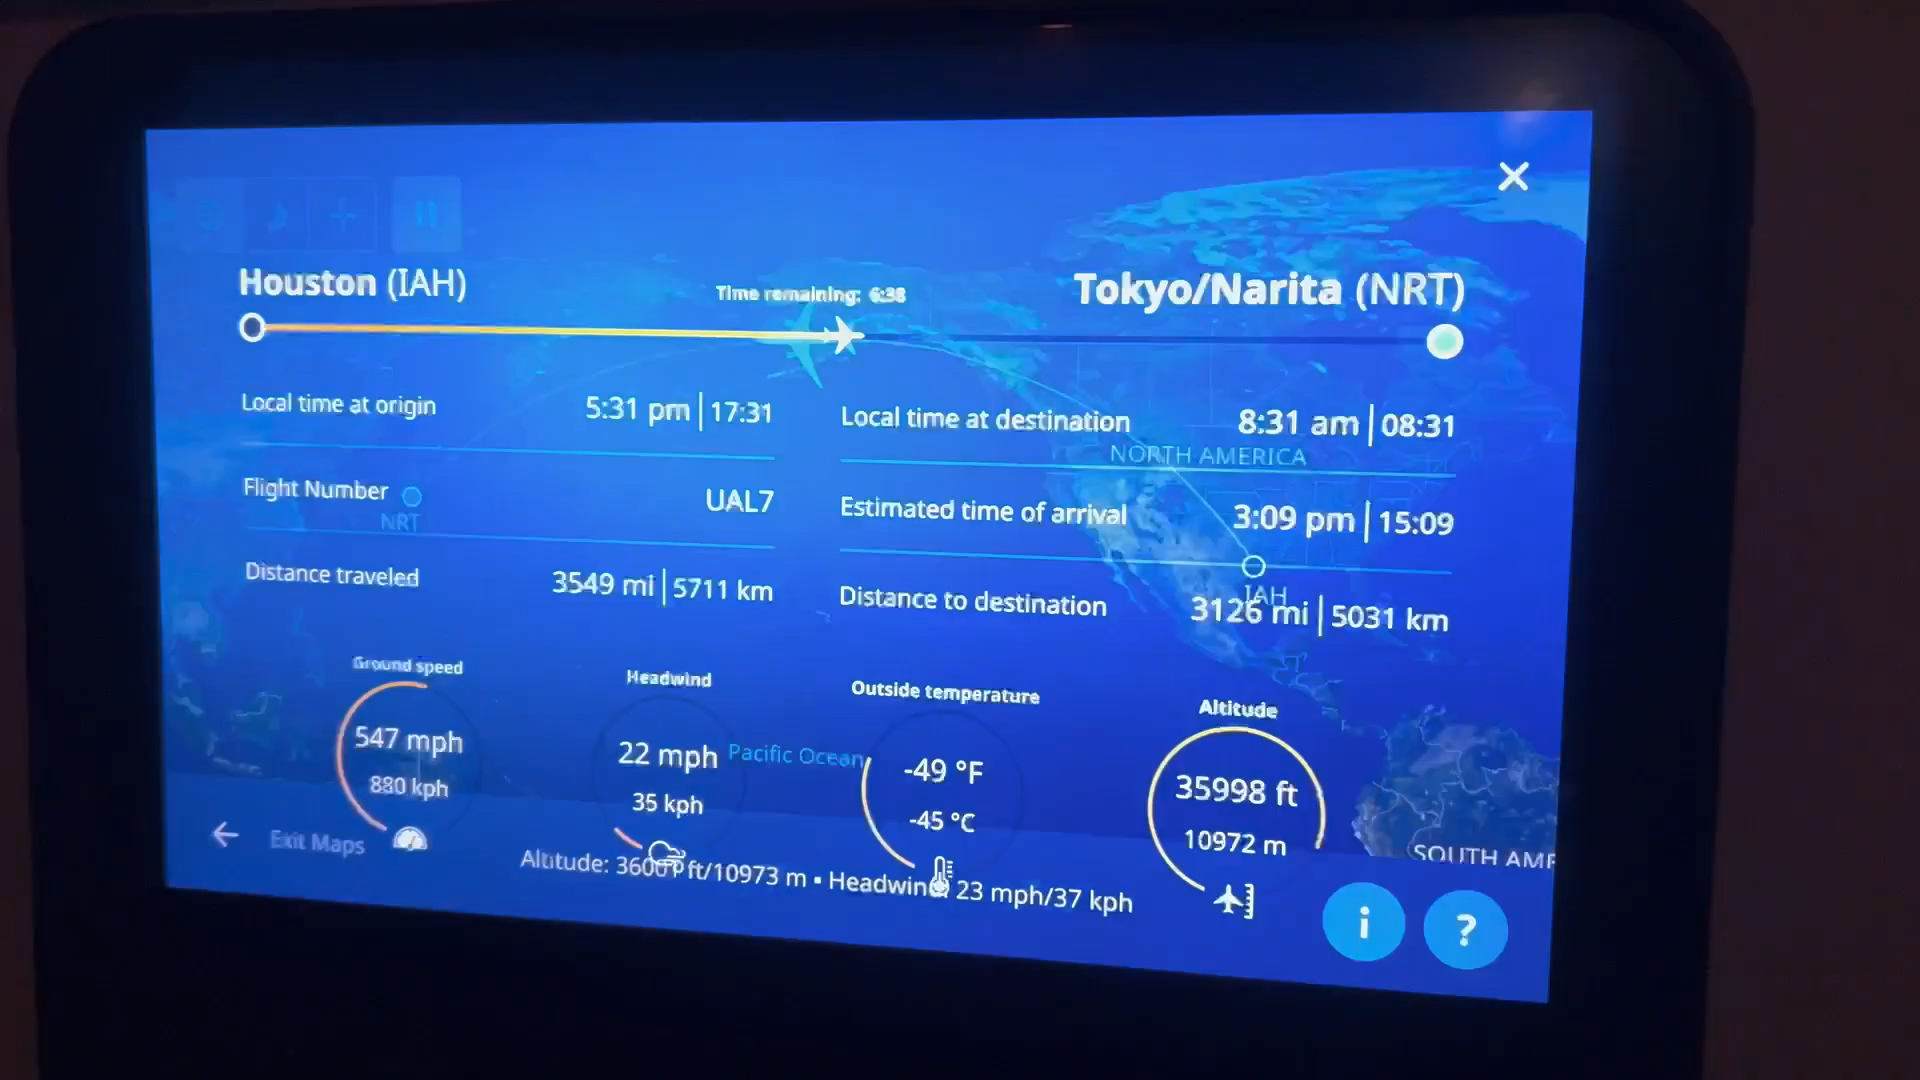 Houston (IAH)
Time remaining: 6:38
Tokyo/Narita (NRT)
Local time at origin 5:31 pm | 17:31
Local time at destination 8:31 am | 08:31
NORTH AMERICA
Flight Number UAL7
NRT
Estimated time of arrival 3:09 pm | 15:09
Distance traveled 3549 mi | 5711 km
IAH
Distance to destination 3126 mi | 5031 km
Ground speed
547 mph
880 kph
Headwind
22 mph
35 kph
Pacific Ocean
Outside temperature
-49 °F
-45 °C
Altitude
35998 ft
10972 m
SOUTH AME
Exit Maps
Altitude: 36001 ft/10973 m • Headwind: 23 mph/37 kph
i ?